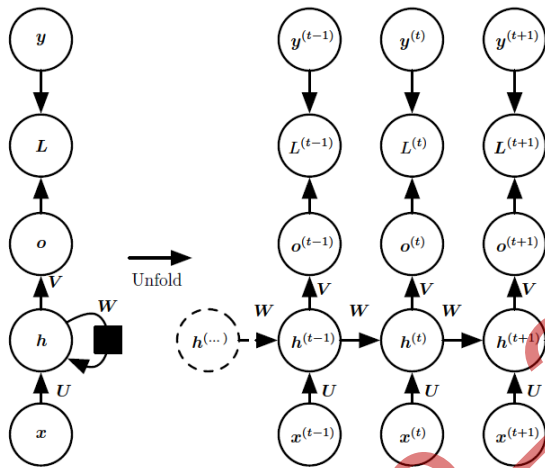 y y^(t−1) y^(t) y^(t+1)
L L^(t−1) L^(t) L^(t+1)
o o^(t−1) o^(t) o^(t+1)
Unfold
V V V V
W W W W
h h^(...) h^(t−1) h^(t) h^(t+1)
U U U U
x x^(t−1) x^(t) x^(t+1)